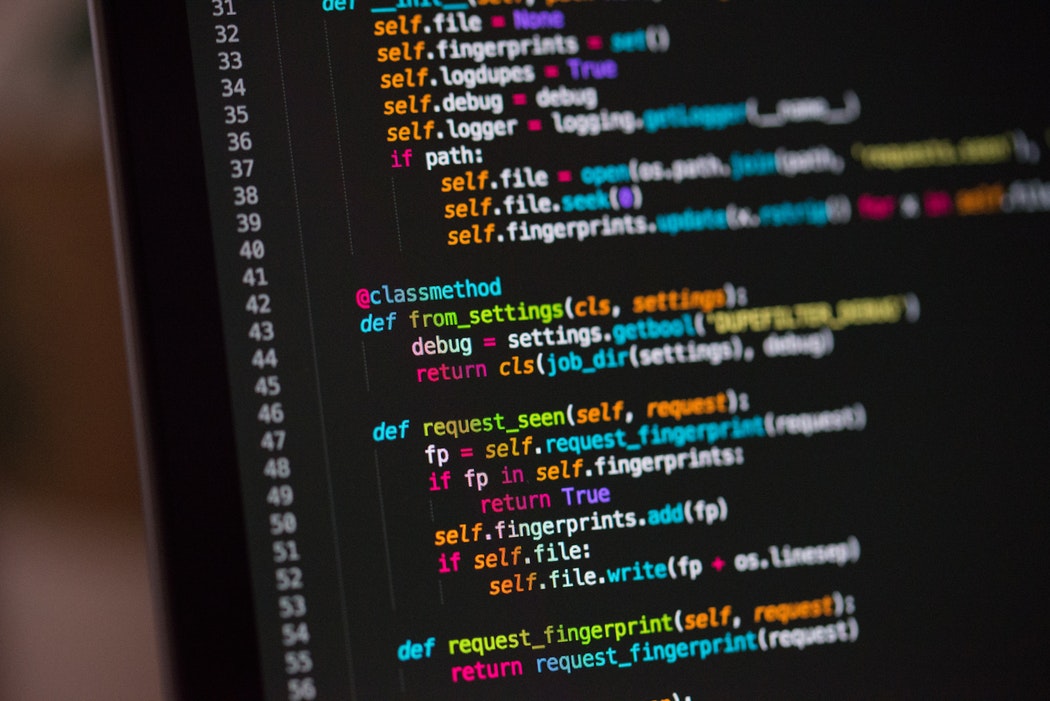 31 def __init__(self,
32 self.file = None
33 self.fingerprints = set()
34 self.logdupes = True
35 self.debug = debug
36 self.logger = logging.getLogger(__name__)
37 if path:
38 self.file = open(os.path.join(path, 'requests.seen'),
39 self.file.seek(0)
40 self.fingerprints.update(x.rstrip() for x in self.file
41
42 @classmethod
43 def from_settings(cls, settings):
44 debug = settings.getbool('DUPEFILTER_DEBUG')
45 return cls(job_dir(settings), debug)
46
47 def request_seen(self, request):
48 fp = self.request_fingerprint(request)
49 if fp in self.fingerprints:
50 return True
51 self.fingerprints.add(fp)
52 if self.file:
53 self.file.write(fp + os.linesep)
54
55 def request_fingerprint(self, request):
56 return request_fingerprint(request)